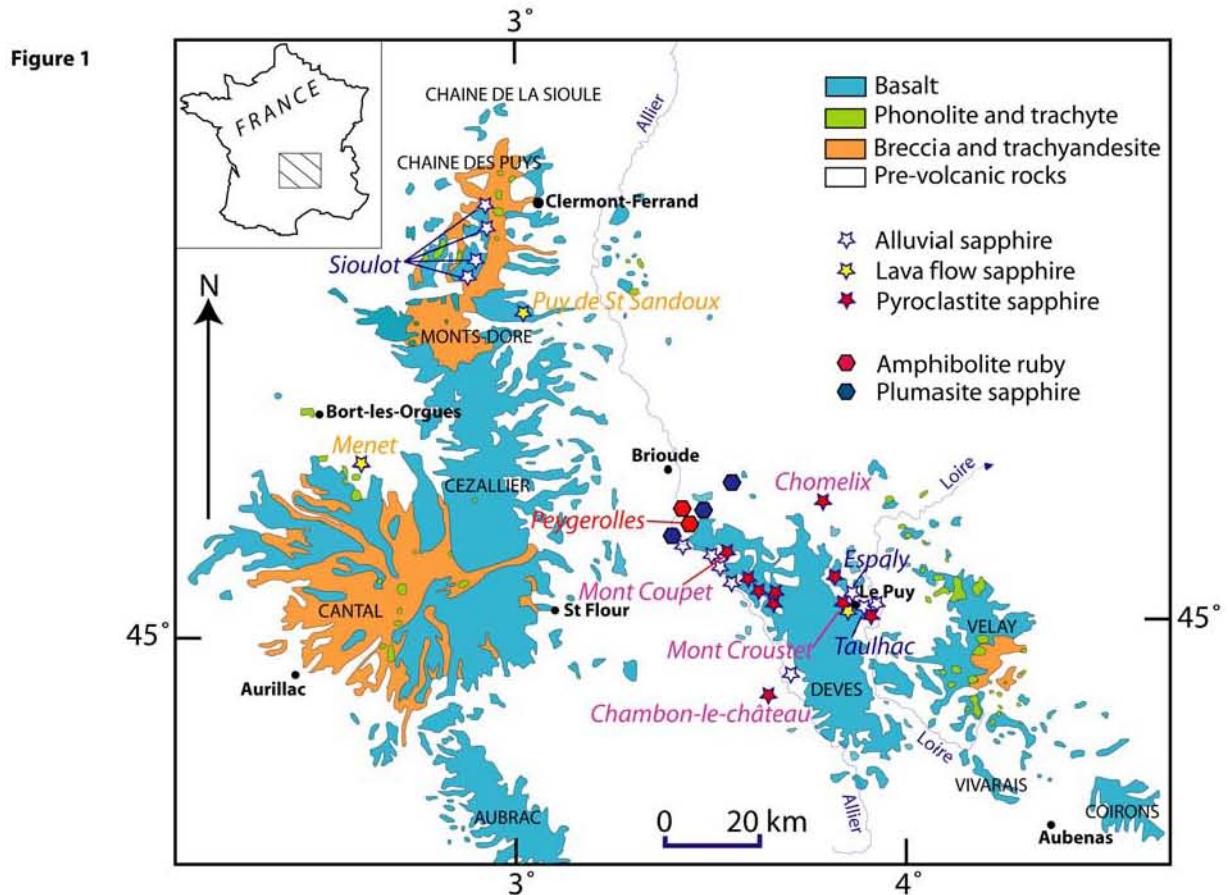 Figure 1
3°
FRANCE
CHAINE DE LA SIOULE
Allier
Basalt
Phonolite and trachyte
Breccia and trachyandesite
Pre-volcanic rocks
CHAINE DES PUYS
Clermont-Ferrand
Alluvial sapphire
Lava flow sapphire
Pyroclastite sapphire
Sioulot
N
Puy de St Sandoux
MONTS-DORE
Amphibolite ruby
Plumasite sapphire
Bort-les-Orgues
Menet
Brioude
CEZALLIER
Chomelix
Loire
Peygerolles
Espaly
Mont Coupet
Le Puy
CANTAL
St Flour
45°
45°
VELAY
Mont Croustet
Taulhac
Aurillac
DEVES
Chambon-le-château
Loire
VIVARAIS
0 20 km
Allier
AUBRAC
COIRONS
Aubenas
3°
4°